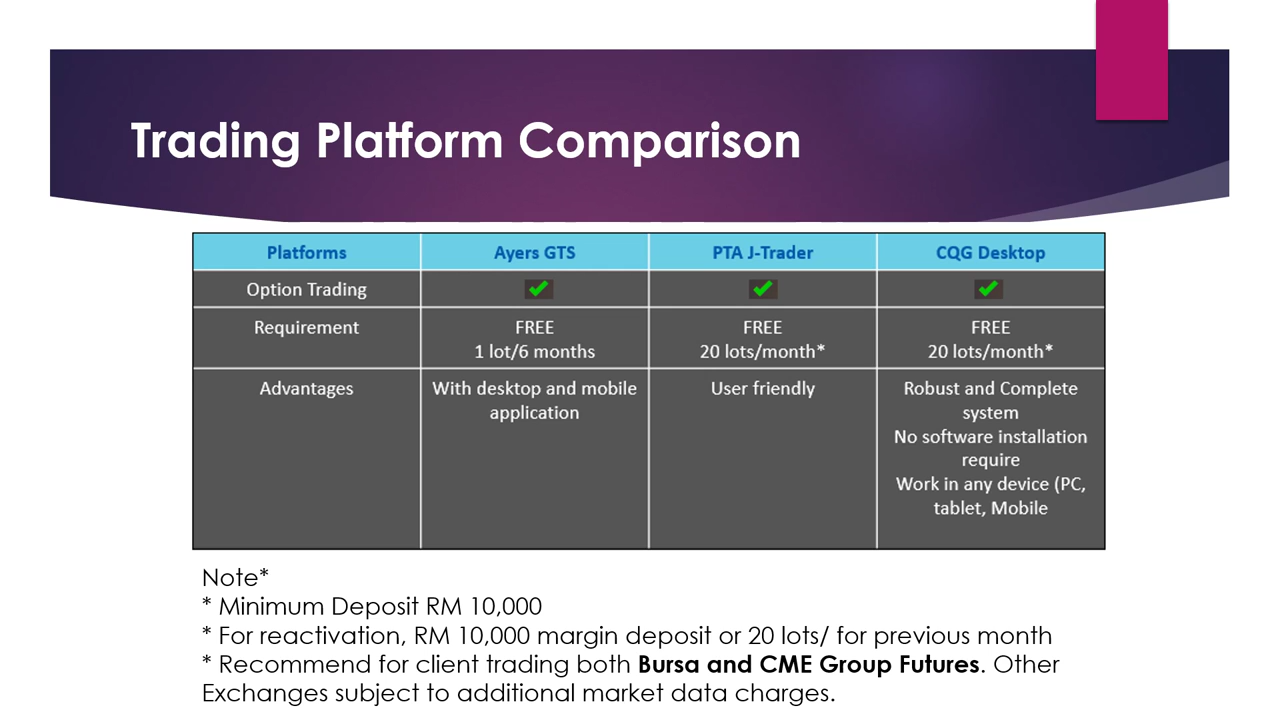 Trading Platform Comparison
Platforms Ayers GTS PTA J-Trader CQG Desktop
Option Trading
Requirement FREE FREE FREE
1 lot/6 months 20 lots/month* 20 lots/month*
Advantages With desktop and mobile User friendly Robust and Complete
application system
No software installation
require
Work in any device (PC,
tablet, Mobile
Note*
* Minimum Deposit RM 10,000
* For reactivation, RM 10,000 margin deposit or 20 lots/ for previous month
* Recommend for client trading both Bursa and CME Group Futures. Other
Exchanges subject to additional market data charges.